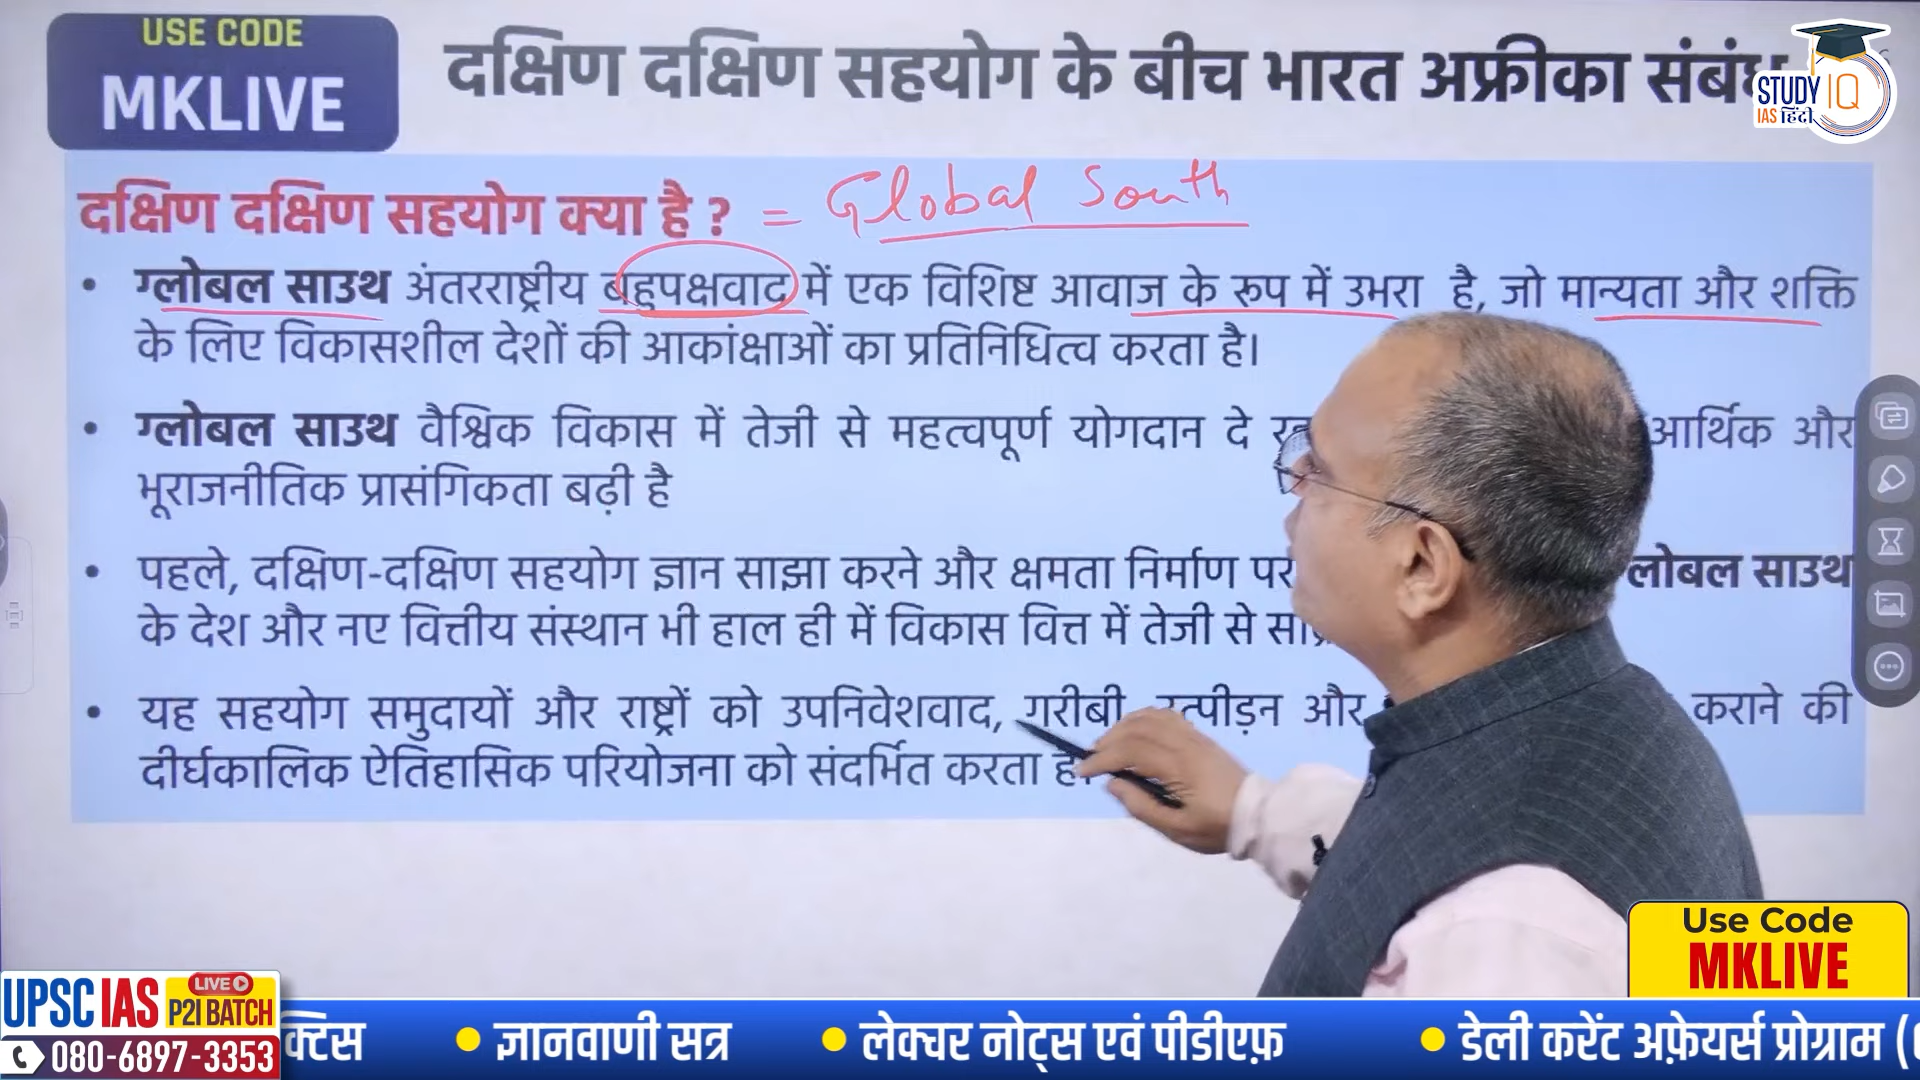 USE CODE
MKLIVE
दक्षिण दक्षिण सहयोग के बीच भारत अफ्रीका संबंध
STUDY IQ
IAS हिंदी
दक्षिण दक्षिण सहयोग क्या है ? = Global South
• ग्लोबल साउथ अंतरराष्ट्रीय बहुपक्षवाद में एक विशिष्ट आवाज के रूप में उभरा है, जो मान्यता और शक्ति
के लिए विकासशील देशों की आकांक्षाओं का प्रतिनिधित्व करता है।
• ग्लोबल साउथ वैश्विक विकास में तेजी से महत्वपूर्ण योगदान दे आर्थिक और
भूराजनीतिक प्रासंगिकता बढ़ी है
• पहले, दक्षिण-दक्षिण सहयोग ज्ञान साझा करने और क्षमता निर्माण पर ग्लोबल साउथ
के देश और नए वित्तीय संस्थान भी हाल ही में विकास वित्त में तेजी से
• यह सहयोग समुदायों और राष्ट्रों को उपनिवेशवाद, गरीबी उत्पीड़न और कराने की
दीर्घकालिक ऐतिहासिक परियोजना को संदर्भित करता है
Use Code
MKLIVE
UPSC IAS LIVE P2I BATCH
080-6897-3353
क्टिस • ज्ञानवाणी सत्र • लेक्चर नोट्स एवं पीडीएफ़ • डेली करेंट अफ़ेयर्स प्रोग्राम (